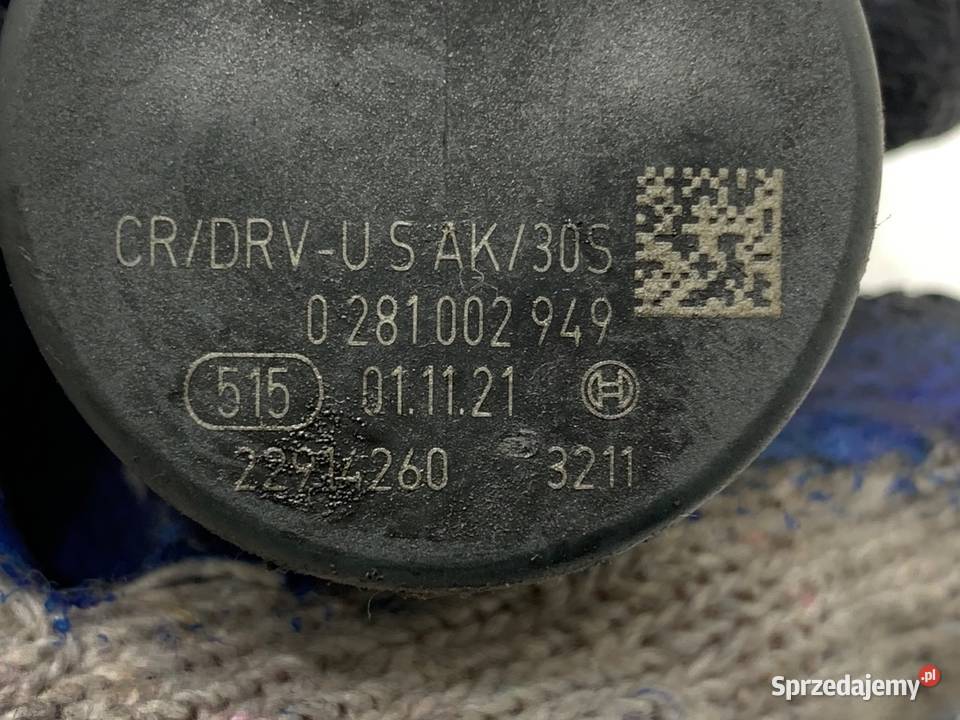 CR/DRV-U S AK/30S
0 281 002 949
515 01.11.21
22914260 3211
Sprzedajemy.pl